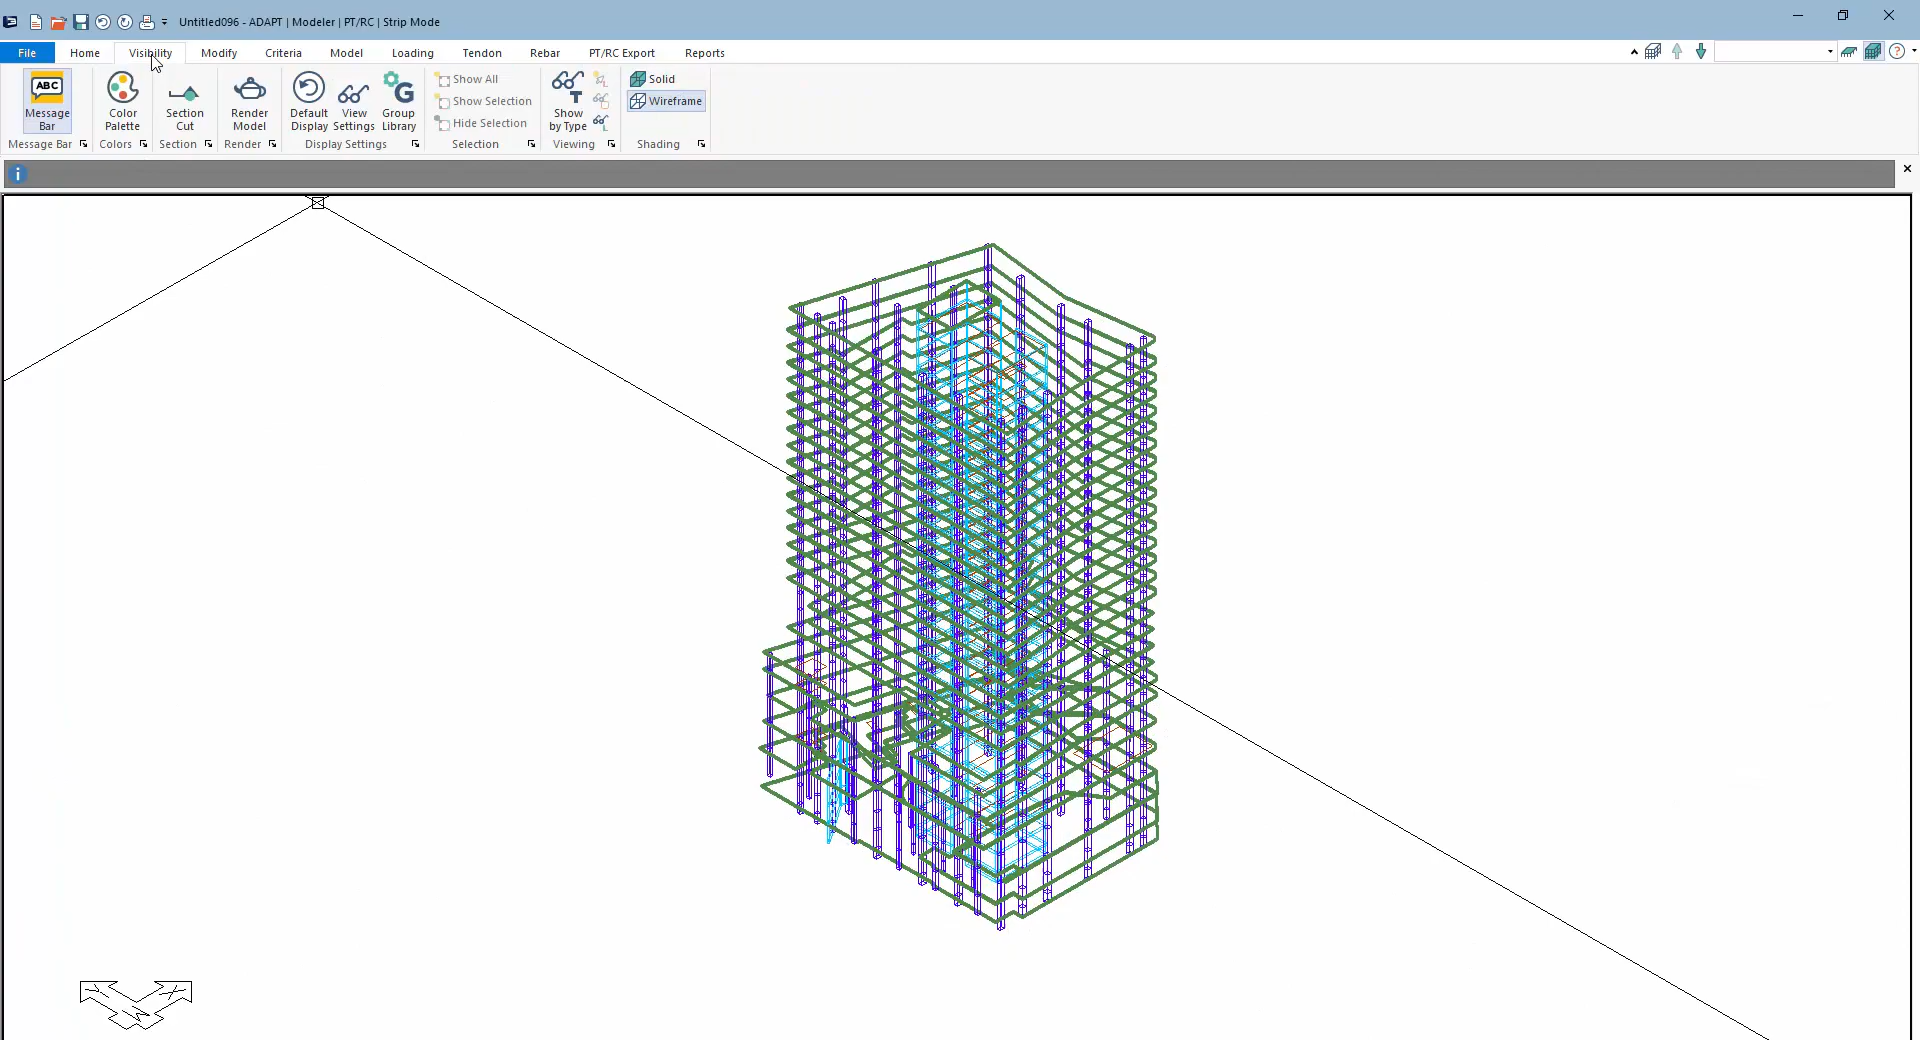 Untitled096 - ADAPT | Modeler | PT/RC | Strip Mode
File Home Visibility Modify Criteria Model Loading Tendon Rebar PT/RC Export Reports
ABC
Message Bar
Color Palette
Section Cut
Render Model
Default Display
View Settings
Group Library
Show All
Show Selection
Hide Selection
Show by Type
Solid
Wireframe
Message Bar Colors Section Render Display Settings Selection Viewing Shading